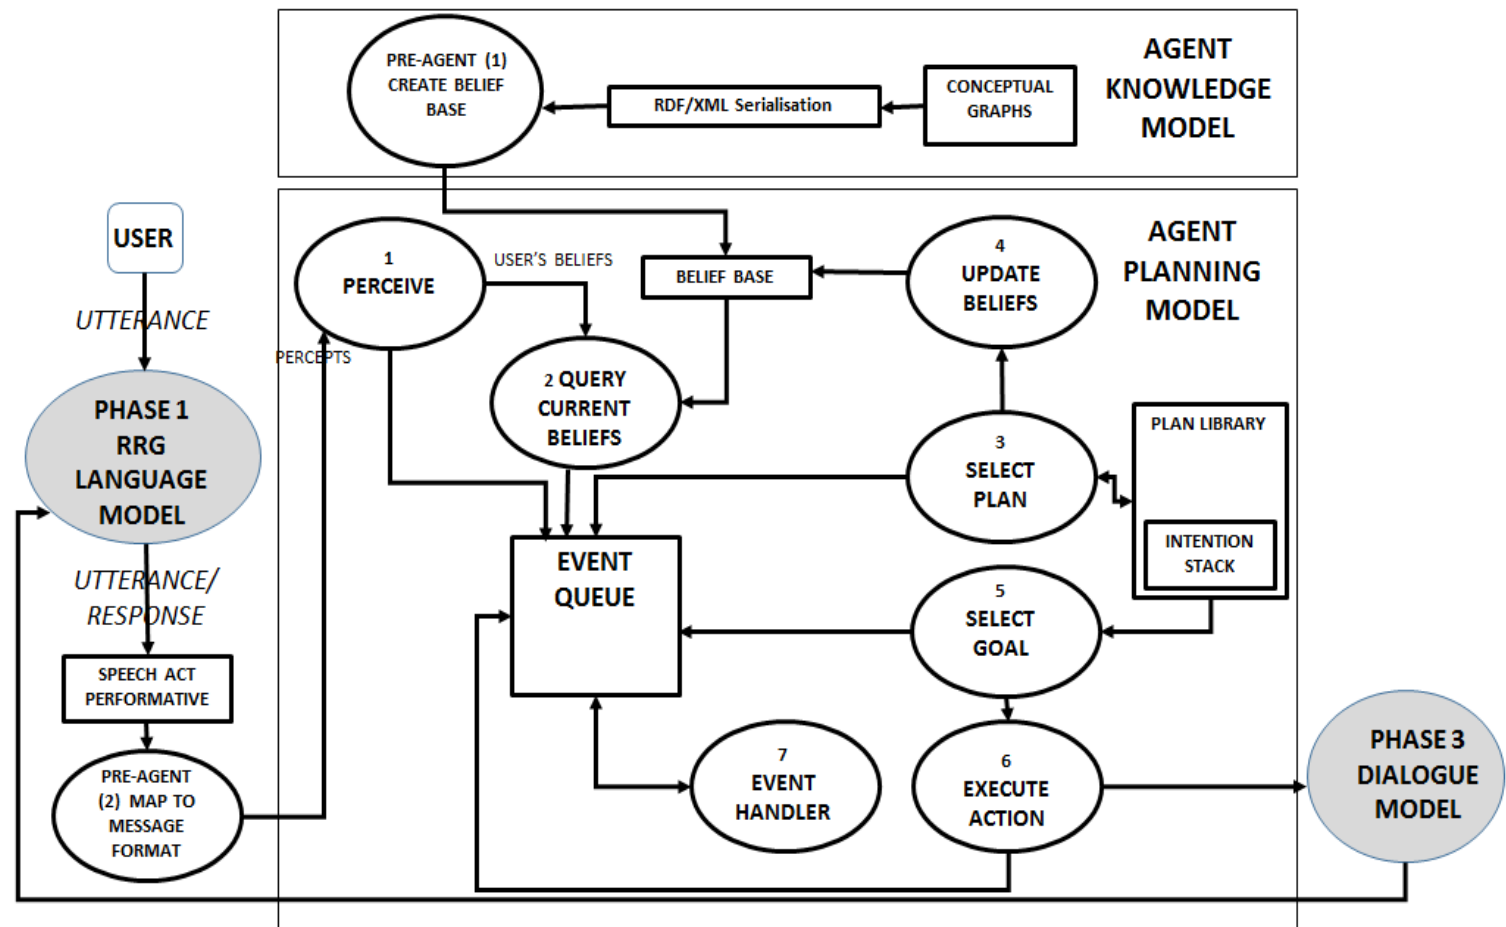 PRE-AGENT (1)
CREATE BELIEF
BASE
RDF/XML Serialisation
CONCEPTUAL
GRAPHS
AGENT
KNOWLEDGE
MODEL
USER
UTTERANCE
1
PERCEIVE
USER'S BELIEFS
BELIEF BASE
4
UPDATE
BELIEFS
AGENT
PLANNING
MODEL
PERCEPTS
2 QUERY
CURRENT
BELIEFS
PHASE 1
RRG
LANGUAGE
MODEL
3
SELECT
PLAN
PLAN LIBRARY
INTENTION
STACK
UTTERANCE/
RESPONSE
EVENT
QUEUE
5
SELECT
GOAL
SPEECH ACT
PERFORMATIVE
PRE-AGENT
(2) MAP TO
MESSAGE
FORMAT
7
EVENT
HANDLER
6
EXECUTE
ACTION
PHASE 3
DIALOGUE
MODEL